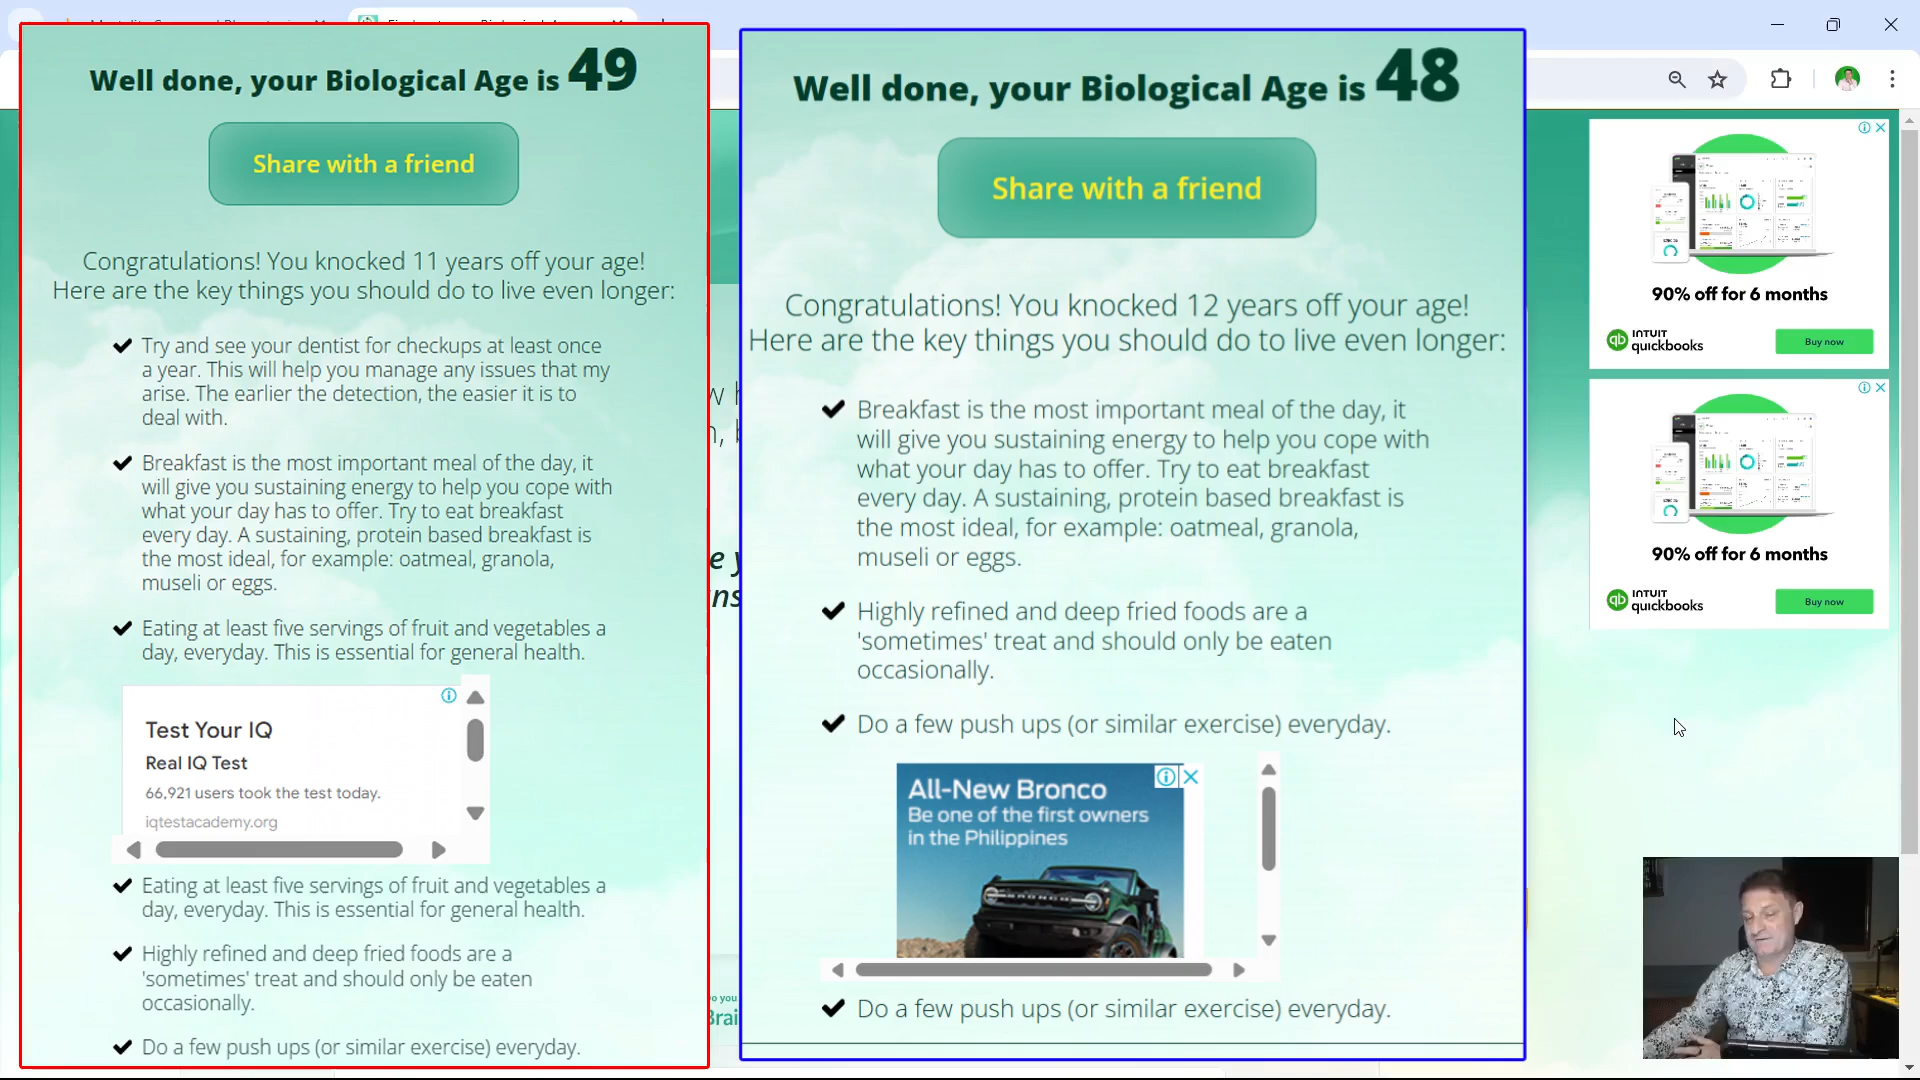 Well done, your Biological Age is 49
Share with a friend
Congratulations! You knocked 11 years off your age!
Here are the key things you should do to live even longer:
Try and see your dentist for checkups at least once
a year. This will help you manage any issues that my
arise. The earlier the detection, the easier it is to
deal with.
Breakfast is the most important meal of the day, it
will give you sustaining energy to help you cope with
what your day has to offer. Try to eat breakfast
every day. A sustaining, protein based breakfast is
the most ideal, for example: oatmeal, granola,
museli or eggs.
Eating at least five servings of fruit and vegetables a
day, everyday. This is essential for general health.
Test Your IQ
Real IQ Test
66,921 users took the test today.
iqtestacademy.org
Eating at least five servings of fruit and vegetables a
day, everyday. This is essential for general health.
Highly refined and deep fried foods are a
'sometimes' treat and should only be eaten
occasionally.
Do a few push ups (or similar exercise) everyday.
Well done, your Biological Age is 48
Share with a friend
Congratulations! You knocked 12 years off your age!
Here are the key things you should do to live even longer:
Breakfast is the most important meal of the day, it
will give you sustaining energy to help you cope with
what your day has to offer. Try to eat breakfast
every day. A sustaining, protein based breakfast is
the most ideal, for example: oatmeal, granola,
museli or eggs.
Highly refined and deep fried foods are a
'sometimes' treat and should only be eaten
occasionally.
Do a few push ups (or similar exercise) everyday.
All-New Bronco
Be one of the first owners
in the Philippines
Do a few push ups (or similar exercise) everyday.
90% off for 6 months
INTUIT
quickbooks
Buy now
90% off for 6 months
INTUIT
quickbooks
Buy now